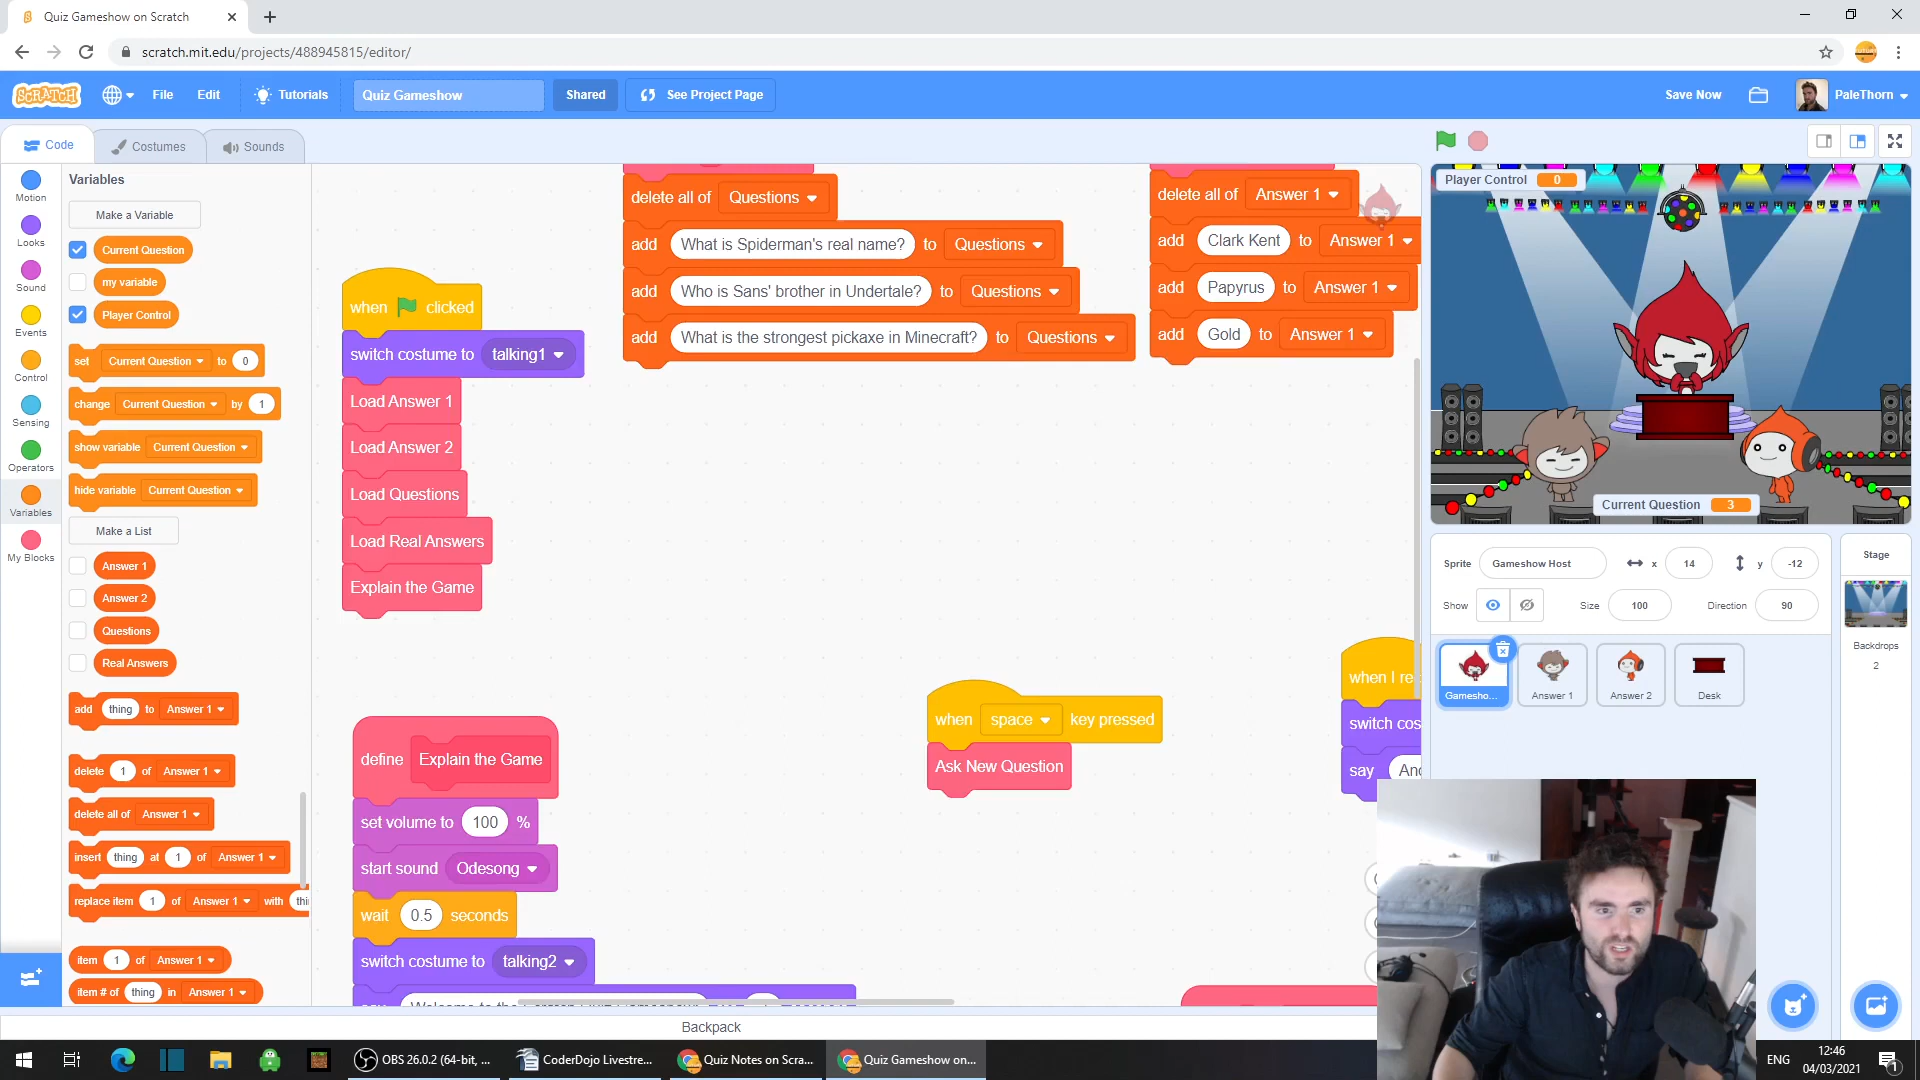 Quiz Gameshow on Scratch
scratch.mit.edu/projects/488945815/editor/
SCRATCH
File
Edit
Tutorials
Quiz Gameshow
Shared
See Project Page
Save Now
PaleThorn
Code
Costumes
Sounds
Motion
Looks
Sound
Events
Control
Sensing
Operators
Variables
My Blocks
Variables
Make a Variable
Current Question
my variable
Player Control
set Current Question to 0
change Current Question by 1
show variable Current Question
hide variable Current Question
Make a List
Answer 1
Answer 2
Questions
Real Answers
add thing to Answer 1
delete 1 of Answer 1
delete all of Answer 1
insert thing at 1 of Answer 1
replace item 1 of Answer 1 with
item 1 of Answer 1
item # of thing in Answer 1
when clicked
switch costume to talking1
Load Answer 1
Load Answer 2
Load Questions
Load Real Answers
Explain the Game
define Explain the Game
set volume to 100 %
start sound Odesong
wait 0.5 seconds
switch costume to talking2
delete all of Questions
add What is Spiderman's real name? to Questions
add Who is Sans' brother in Undertale? to Questions
add What is the strongest pickaxe in Minecraft? to Questions
delete all of Answer 1
add Clark Kent to Answer 1
add Papyrus to Answer 1
add Gold to Answer 1
when space key pressed
Ask New Question
when I re
switch cos
say
Backpack
Player Control 0
Current Question 3
Sprite Gameshow Host x 14 y -12
Show Size 100 Direction 90
Gamesho...
Answer 1
Answer 2
Desk
Stage
Backdrops
2
OBS 26.0.2 (64-bit, ...
CoderDojo Livestre...
Quiz Notes on Scra...
Quiz Gameshow on...
ENG
12:46
04/03/2021
1